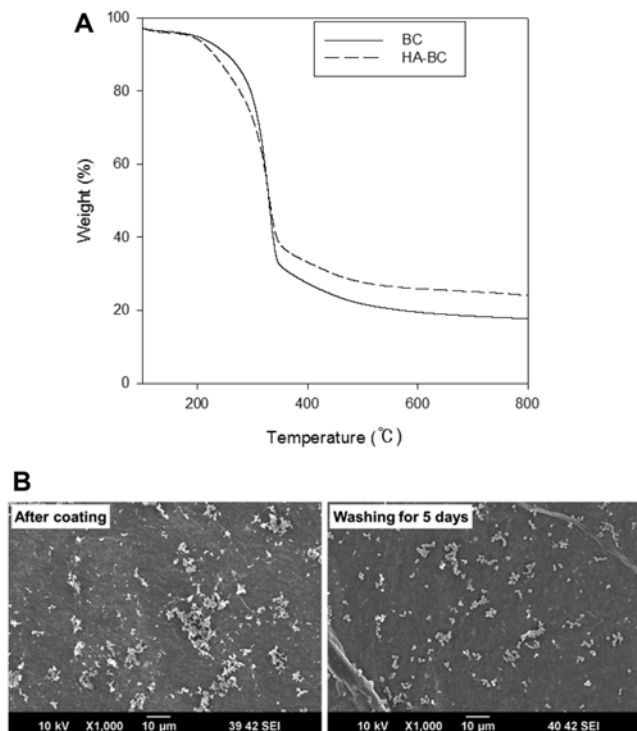 A
100
80
60
40
20
0
Weight (%)
BC
HA-BC
200
400
600
800
Temperature (℃)
B
After coating
10 kV X1,000 10 μm 39 42 SEI
Washing for 5 days
10 kV X1,000 10 μm 40 42 SEI